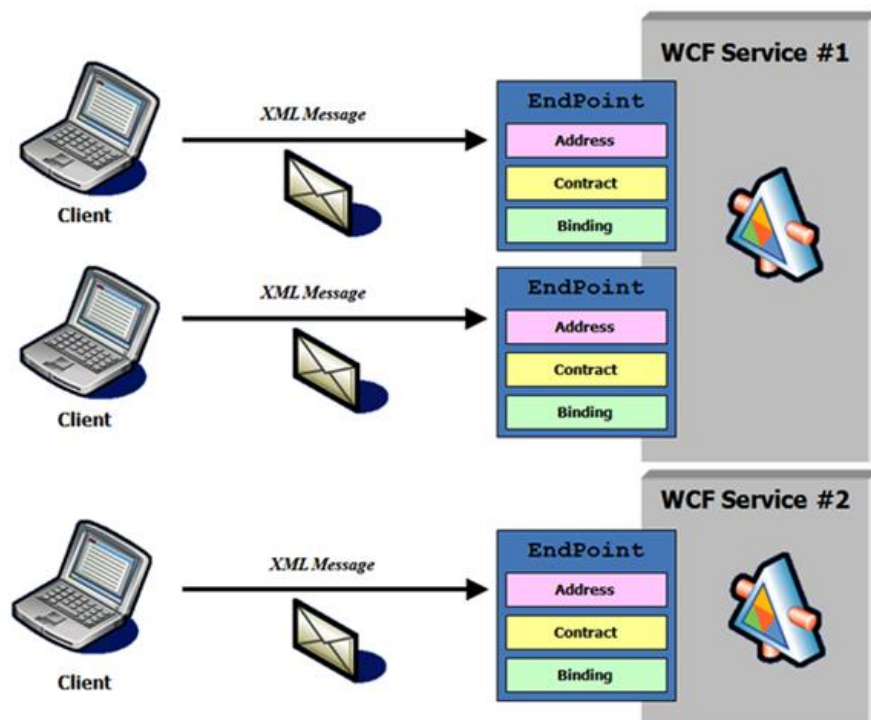 WCF Service #1
EndPoint
XML Message
Address
Contract
Binding
Client
EndPoint
XML Message
Address
Contract
Binding
Client
WCF Service #2
EndPoint
XML Message
Address
Contract
Binding
Client